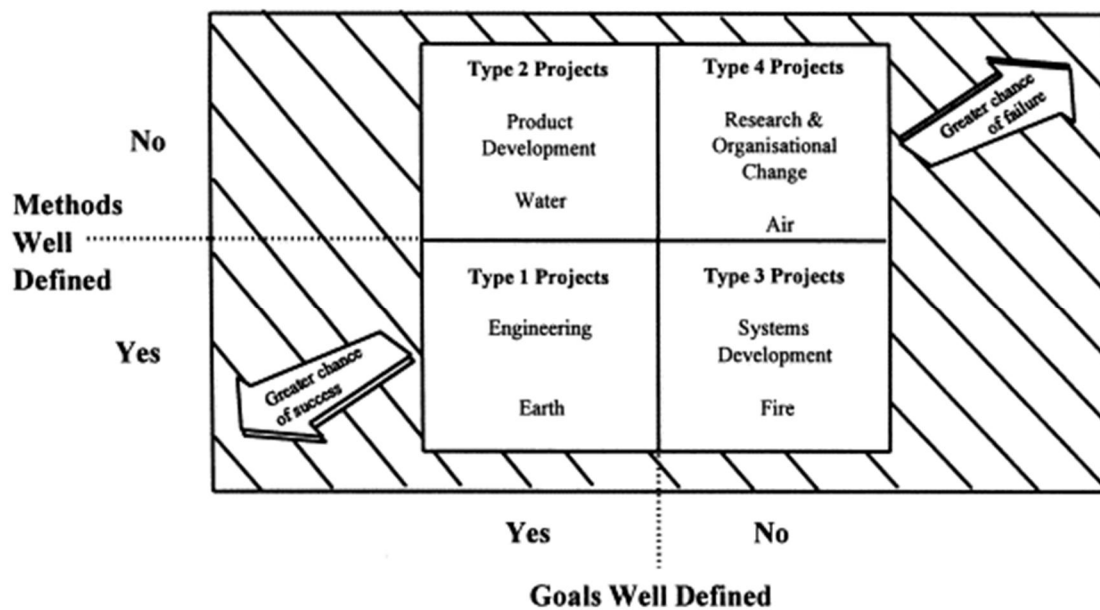 No
Methods
Well
Defined
Yes
Type 2 Projects
Product
Development
Water
Type 4 Projects
Research &
Organisational
Change
Air
Type 1 Projects
Engineering
Earth
Type 3 Projects
Systems
Development
Fire
Greater chance
of failure
Greater chance
of success
Yes
No
Goals Well Defined